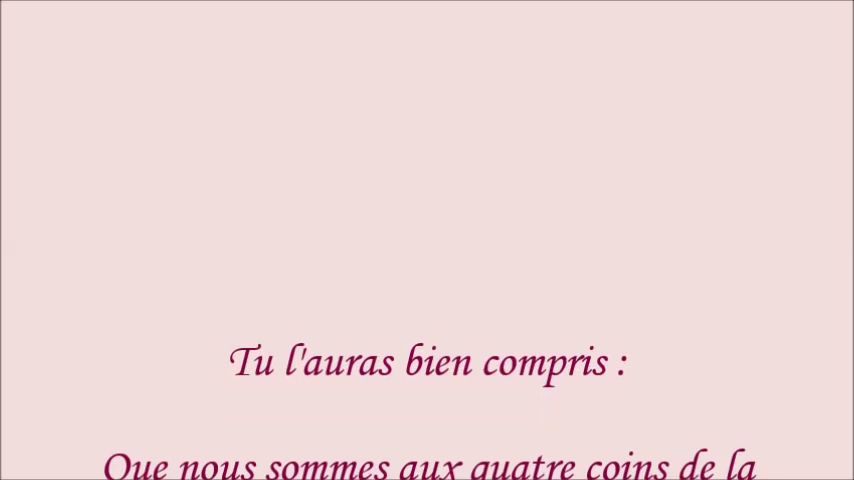 Tu l'auras bien compris :
Que nous sommes aux quatre coins de la